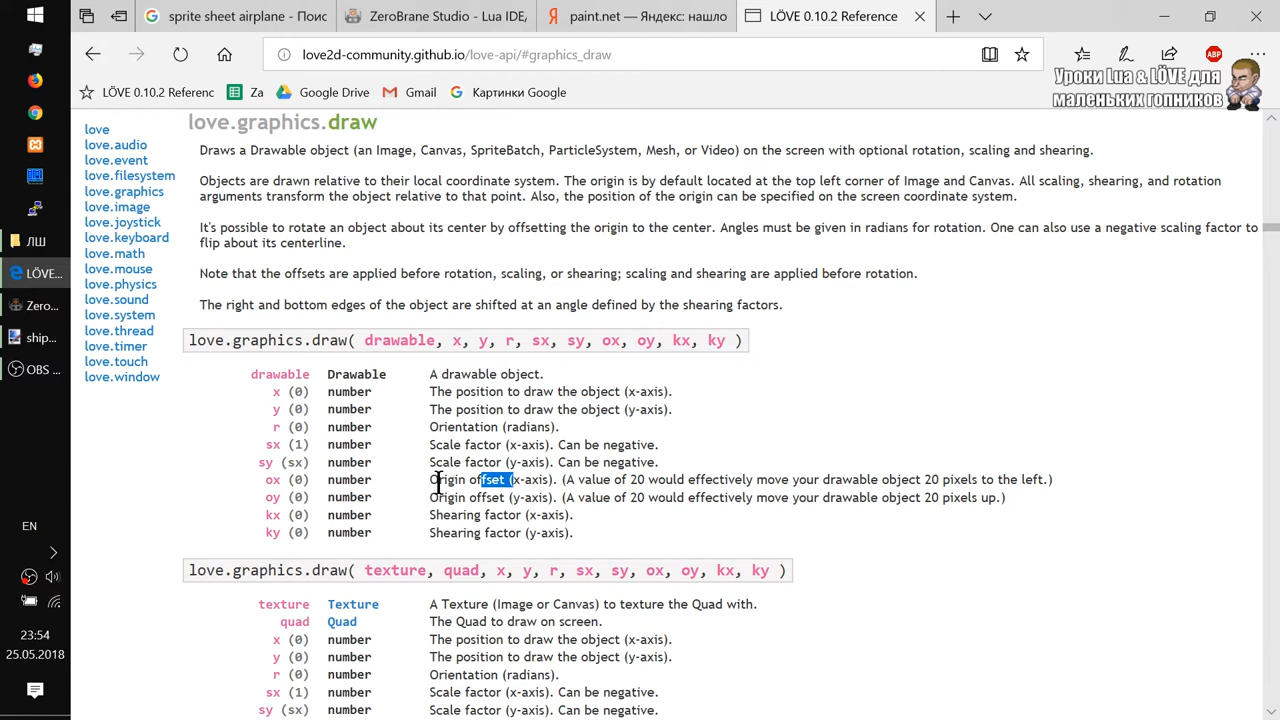 sprite sheet airplane - Поис
ZeroBrane Studio - Lua IDE,
paint.net — Яндекс: нашло
LÖVE 0.10.2 Reference
love2d-community.github.io/love-api/#graphics_draw
ABP
LÖVE 0.10.2 Referenc
Za
Google Drive
Gmail
Картинки Google
Уроки Lua & LÖVE для
маленьких гопников
love
love.audio
love.event
love.filesystem
love.graphics
love.image
love.joystick
love.keyboard
love.math
love.mouse
love.physics
love.sound
love.system
love.thread
love.timer
love.touch
love.window
love.graphics.draw
Draws a Drawable object (an Image, Canvas, SpriteBatch, ParticleSystem, Mesh, or Video) on the screen with optional rotation, scaling and shearing.
Objects are drawn relative to their local coordinate system. The origin is by default located at the top left corner of Image and Canvas. All scaling, shearing, and rotation
arguments transform the object relative to that point. Also, the position of the origin can be specified on the screen coordinate system.
It's possible to rotate an object about its center by offsetting the origin to the center. Angles must be given in radians for rotation. One can also use a negative scaling factor to
flip about its centerline.
Note that the offsets are applied before rotation, scaling, or shearing; scaling and shearing are applied before rotation.
The right and bottom edges of the object are shifted at an angle defined by the shearing factors.
love.graphics.draw( drawable, x, y, r, sx, sy, ox, oy, kx, ky )
drawable Drawable A drawable object.
x (0) number The position to draw the object (x-axis).
y (0) number The position to draw the object (y-axis).
r (0) number Orientation (radians).
sx (1) number Scale factor (x-axis). Can be negative.
sy (sx) number Scale factor (y-axis). Can be negative.
ox (0) number Origin offset (x-axis). (A value of 20 would effectively move your drawable object 20 pixels to the left.)
oy (0) number Origin offset (y-axis). (A value of 20 would effectively move your drawable object 20 pixels up.)
kx (0) number Shearing factor (x-axis).
ky (0) number Shearing factor (y-axis).
love.graphics.draw( texture, quad, x, y, r, sx, sy, ox, oy, kx, ky )
texture Texture A Texture (Image or Canvas) to texture the Quad with.
quad Quad The Quad to draw on screen.
x (0) number The position to draw the object (x-axis).
y (0) number The position to draw the object (y-axis).
r (0) number Orientation (radians).
sx (1) number Scale factor (x-axis). Can be negative.
sy (sx) number Scale factor (y-axis). Can be negative.
ЛШ
LÖVE...
Zero...
ship...
OBS ...
EN
23:54
25.05.2018